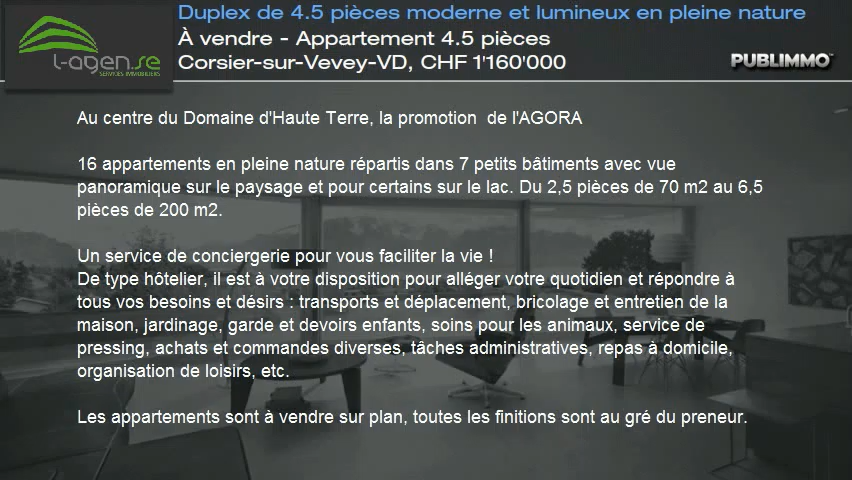 Duplex de 4.5 pièces moderne et lumineux en pleine nature
À vendre - Appartement 4.5 pièces
Corsier-sur-Vevey-VD, CHF 1'160'000
l-agence
SERVICES IMMOBILIERS
PUBLIMMO
Au centre du Domaine d'Haute Terre, la promotion de l'AGORA
16 appartements en pleine nature répartis dans 7 petits bâtiments avec vue
panoramique sur le paysage et pour certains sur le lac. Du 2,5 pièces de 70 m2 au 6,5
pièces de 200 m2.
Un service de conciergerie pour vous faciliter la vie !
De type hôtelier, il est à votre disposition pour alléger votre quotidien et répondre à
tous vos besoins et désirs : transports et déplacement, bricolage et entretien de la
maison, jardinage, garde et devoirs enfants, soins pour les animaux, service de
pressing, achats et commandes diverses, tâches administratives, repas à domicile,
organisation de loisirs, etc.
Les appartements sont à vendre sur plan, toutes les finitions sont au gré du preneur.